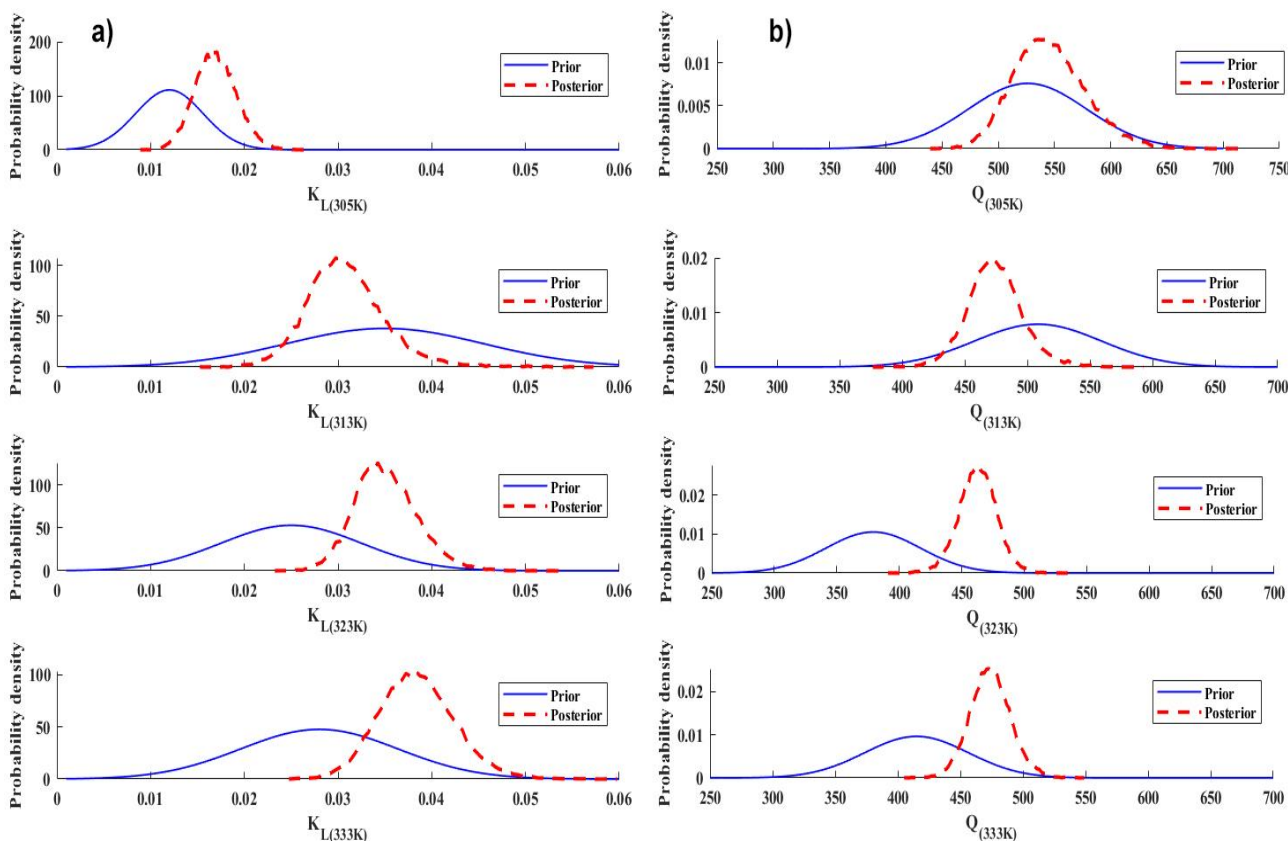 a)
Probability density
200
100
0
0 0.01 0.02 0.03 0.04 0.05 0.06
K_L(305K)
Prior
Posterior
Probability density
100
50
0
0 0.01 0.02 0.03 0.04 0.05 0.06
K_L(313K)
Prior
Posterior
Probability density
100
50
0
0 0.01 0.02 0.03 0.04 0.05 0.06
K_L(323K)
Prior
Posterior
Probability density
100
50
0
0 0.01 0.02 0.03 0.04 0.05 0.06
K_L(333K)
Prior
Posterior
b)
Probability density
0.01
0.005
0
250 300 350 400 450 500 550 600 650 700 750
Q_(305K)
Prior
Posterior
Probability density
0.02
0.01
0
250 300 350 400 450 500 550 600 650 700
Q_(313K)
Prior
Posterior
Probability density
0.02
0.01
0
250 300 350 400 450 500 550 600 650 700
Q_(323K)
Prior
Posterior
Probability density
0.02
0.01
0
250 300 350 400 450 500 550 600 650 700
Q_(333K)
Prior
Posterior